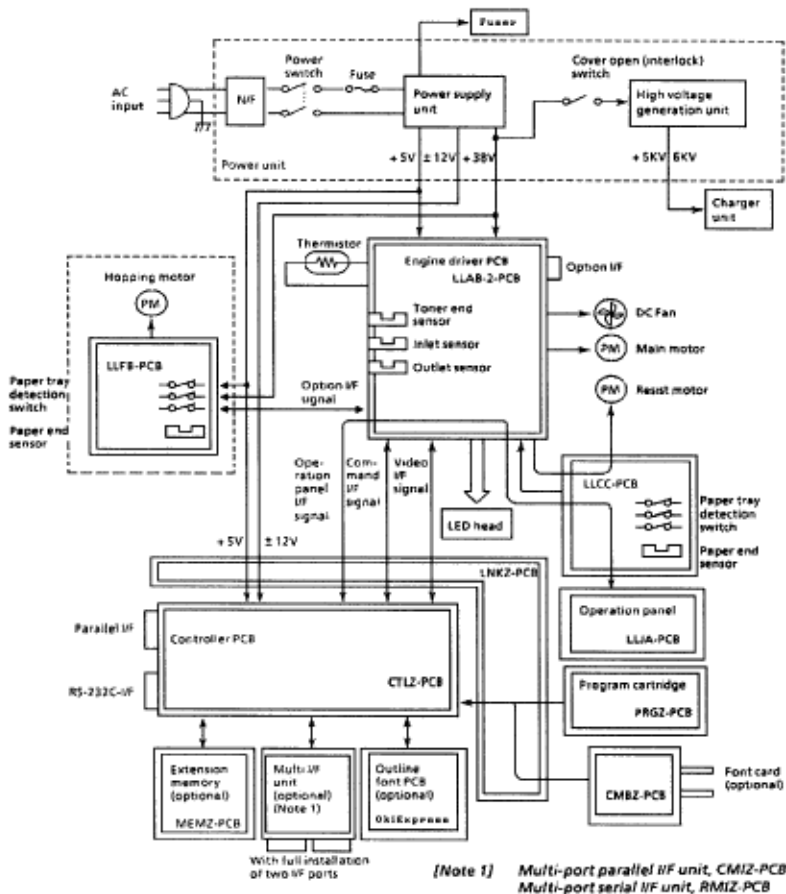 Fuser
Power
switch
Fuse
Cover open (interlock)
switch
AC
input
N/F
Power supply
unit
High voltage
generation unit
+5V
±12V
+38V
+5KV
6KV
Power unit
Charger
unit
Thermistor
Engine driver PCB
LLAB-2-PCB
Option I/F
Hopping motor
PM
Toner end
sensor
DC Fan
Inlet sensor
PM
Main motor
LLFB-PCB
Outlet sensor
Paper tray
detection
switch
Option I/F
signal
PM
Resist motor
Paper end
sensor
Ope-
ration
panel
I/F
signal
Com-
mand
I/F
signal
Video
I/F
signal
LLCC-PCB
Paper tray
detection
switch
LED head
Paper end
sensor
+5V
±12V
LNKZ-PCB
Operation panel
LLJA-PCB
Parallel I/F
Controller PCB
CTLZ-PCB
RS-232C-I/F
Program cartridge
PRGZ-PCB
Extension
memory
(optional)
MEMZ-PCB
Multi-I/F
unit
(optional)
(Note 1)
Outline
font PCB
(optional)
OkiExpress
CMBZ-PCB
Font card
(optional)
With full installation
of two I/F ports
[Note 1] Multi-port parallel I/F unit, CMIZ-PCB
Multi-port serial I/F unit, RMIZ-PCB